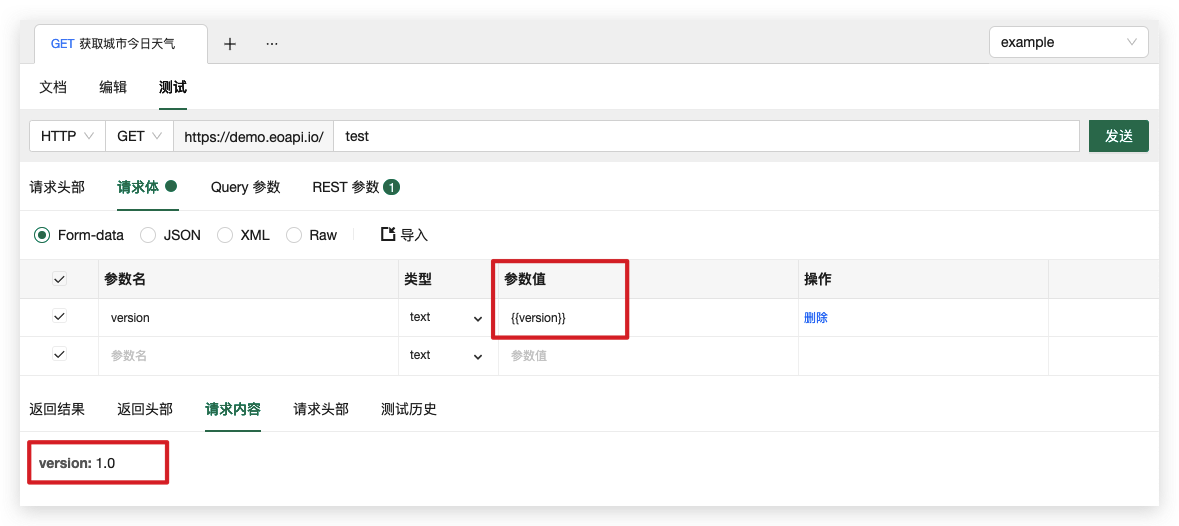 GET 获取城市今日天气 + ··· example
文档 编辑 测试
HTTP GET https://demo.eoapi.io/ test 发送
请求头部 请求体 Query 参数 REST 参数 1
Form-data JSON XML Raw 导入
参数名 类型 参数值 操作
version text {{version}} 删除
参数名 text 参数值
返回结果 返回头部 请求内容 请求头部 测试历史
version: 1.0